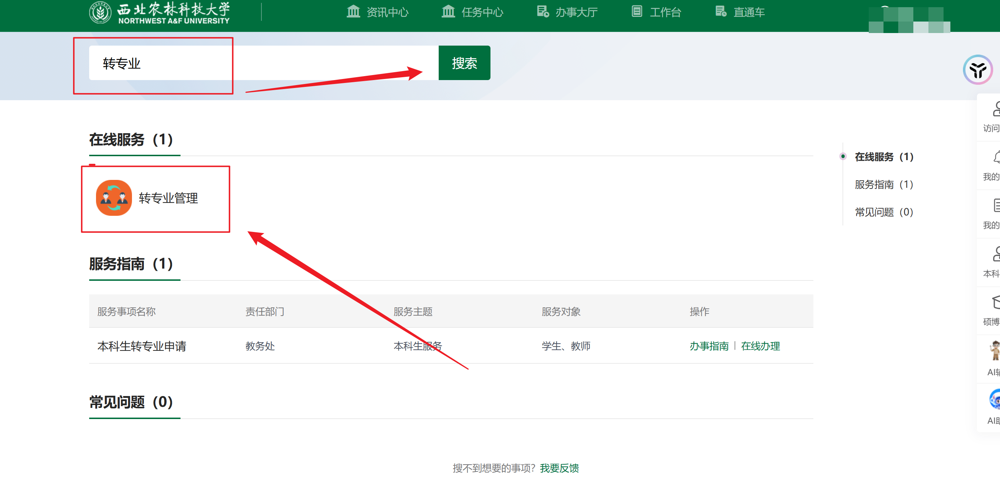 西北农林科技大学
NORTHWEST A&F UNIVERSITY
资讯中心 任务中心 办事大厅 工作台 直通车
转专业 搜索
在线服务（1）
转专业管理
服务指南（1）
服务事项名称 责任部门 服务主题 服务对象 操作
本科生转专业申请 教务处 本科生服务 学生、教师 办事指南 | 在线办理
常见问题（0）
搜不到想要的事项？我要反馈
在线服务（1）
服务指南（1）
常见问题（0）
访问
我的
我的
本科
硕博
AI辅
AI